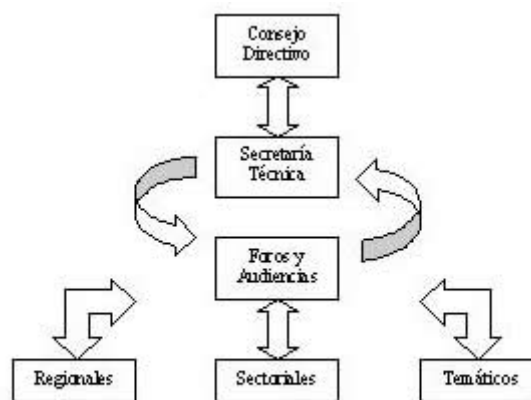 Consejo
Directivo
Secretaría
Técnica
Foros y
Audiencias
Regionales
Sectoriales
Temáticos